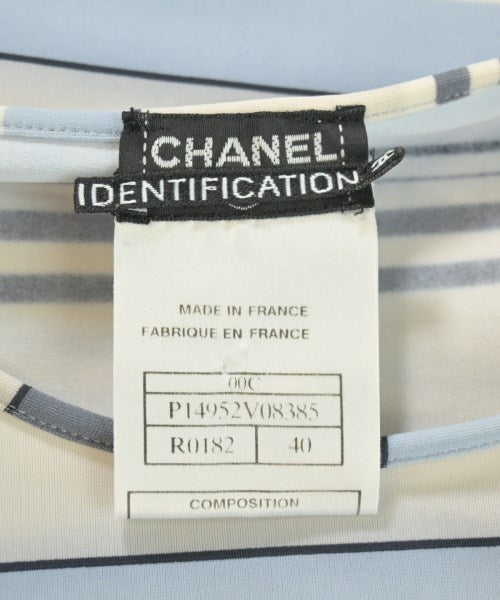 CHANEL
IDENTIFICATION
MADE IN FRANCE
FABRIQUE EN FRANCE
00C
P14952V08385
R0182 40
COMPOSITION